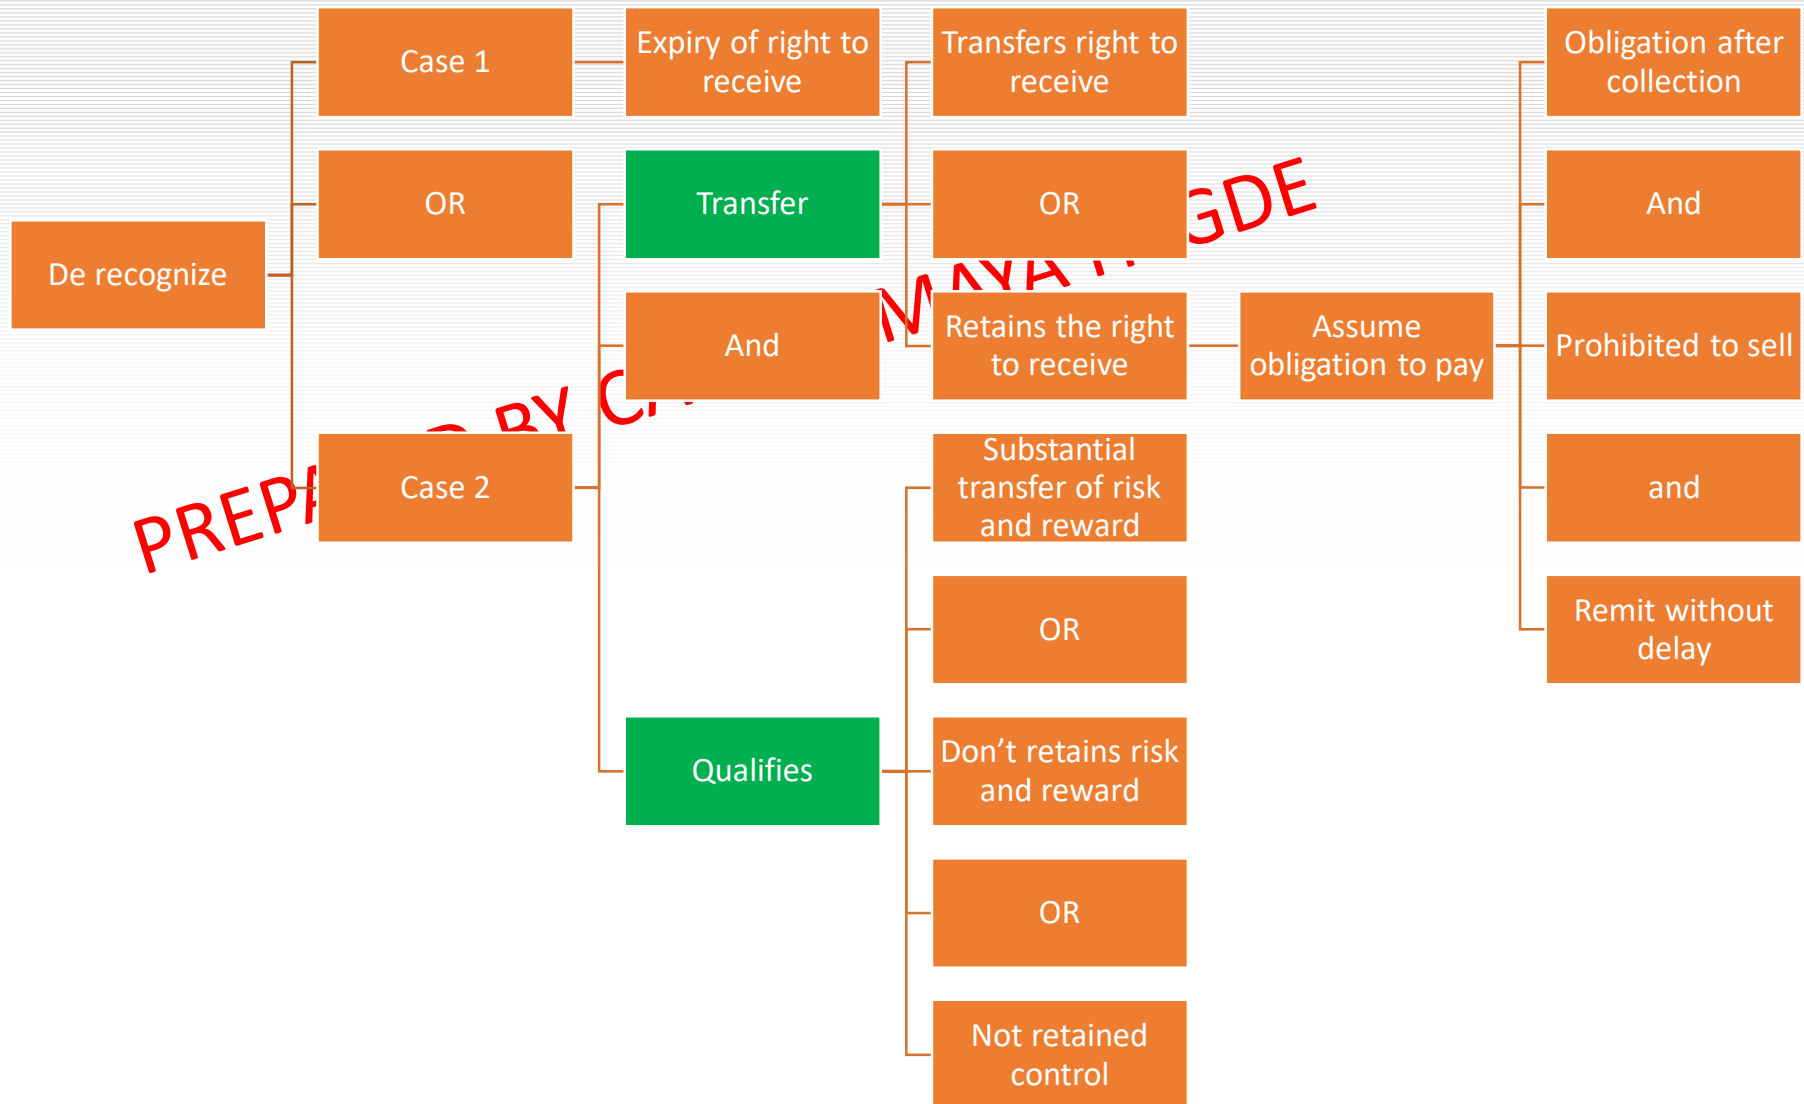 De recognize
Case 1
OR
Case 2
Expiry of right to
receive
Transfer
And
Qualifies
Transfers right to
receive
OR
Retains the right
to receive
Substantial
transfer of risk
and reward
OR
Don’t retains risk
and reward
OR
Not retained
control
Assume
obligation to pay
Obligation after
collection
And
Prohibited to sell
and
Remit without
delay
BY